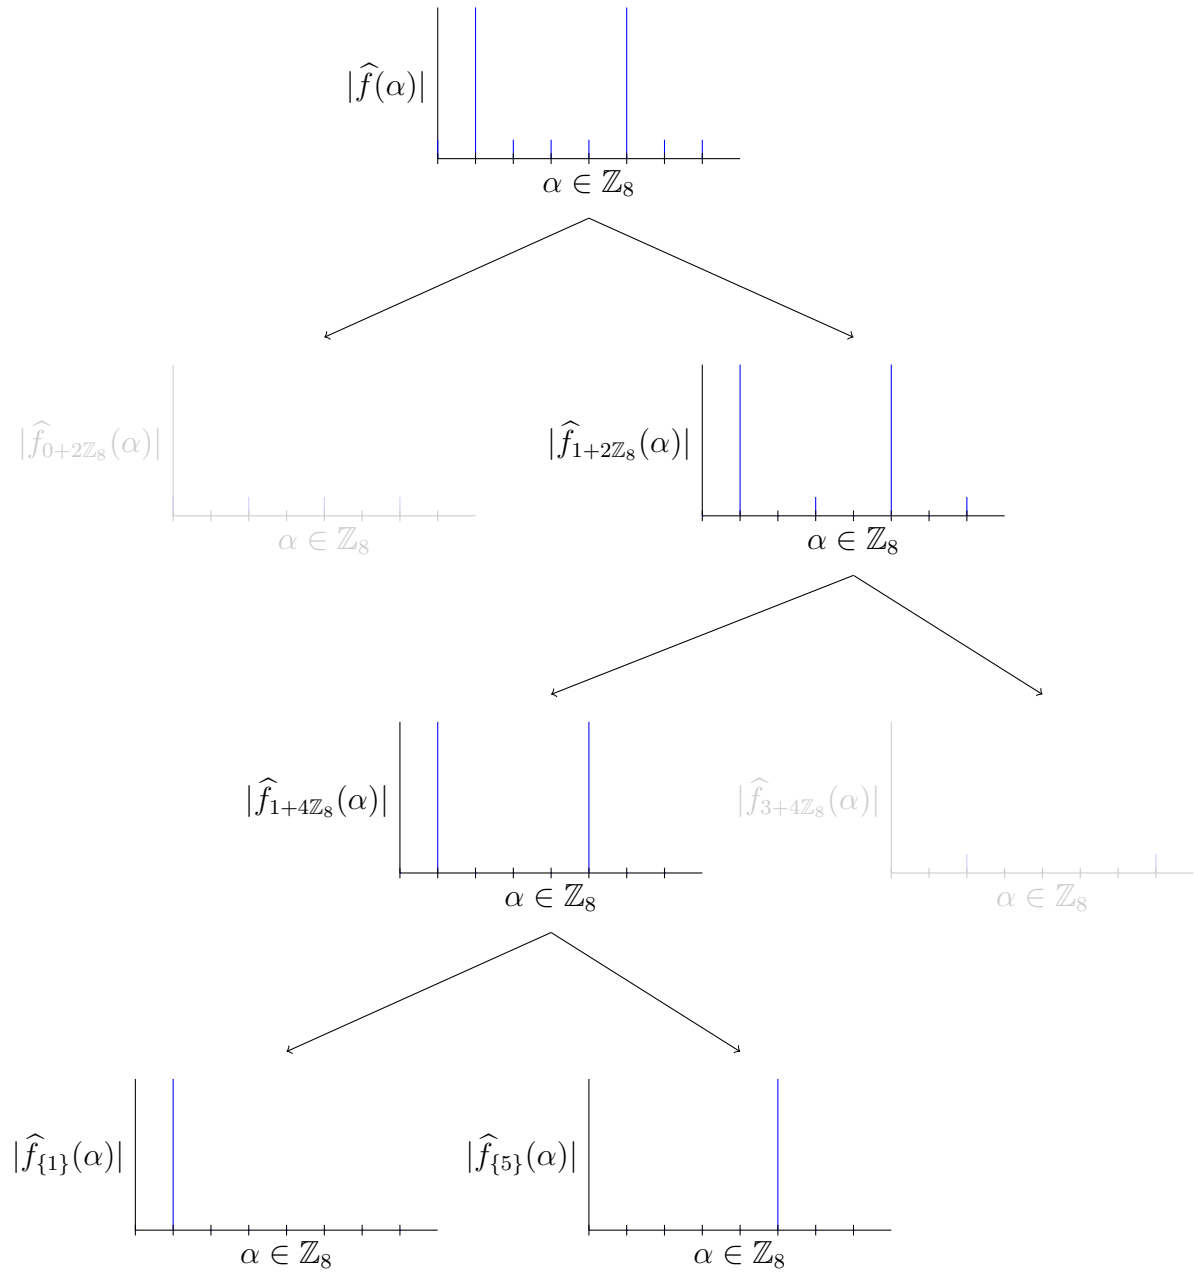 |f̂(α)|
α ∈ ℤ₈
|f̂_{0+2ℤ₈}(α)|
α ∈ ℤ₈
|f̂_{1+2ℤ₈}(α)|
α ∈ ℤ₈
|f̂_{1+4ℤ₈}(α)|
α ∈ ℤ₈
|f̂_{3+4ℤ₈}(α)|
α ∈ ℤ₈
|f̂_{{1}}(α)|
α ∈ ℤ₈
|f̂_{{5}}(α)|
α ∈ ℤ₈